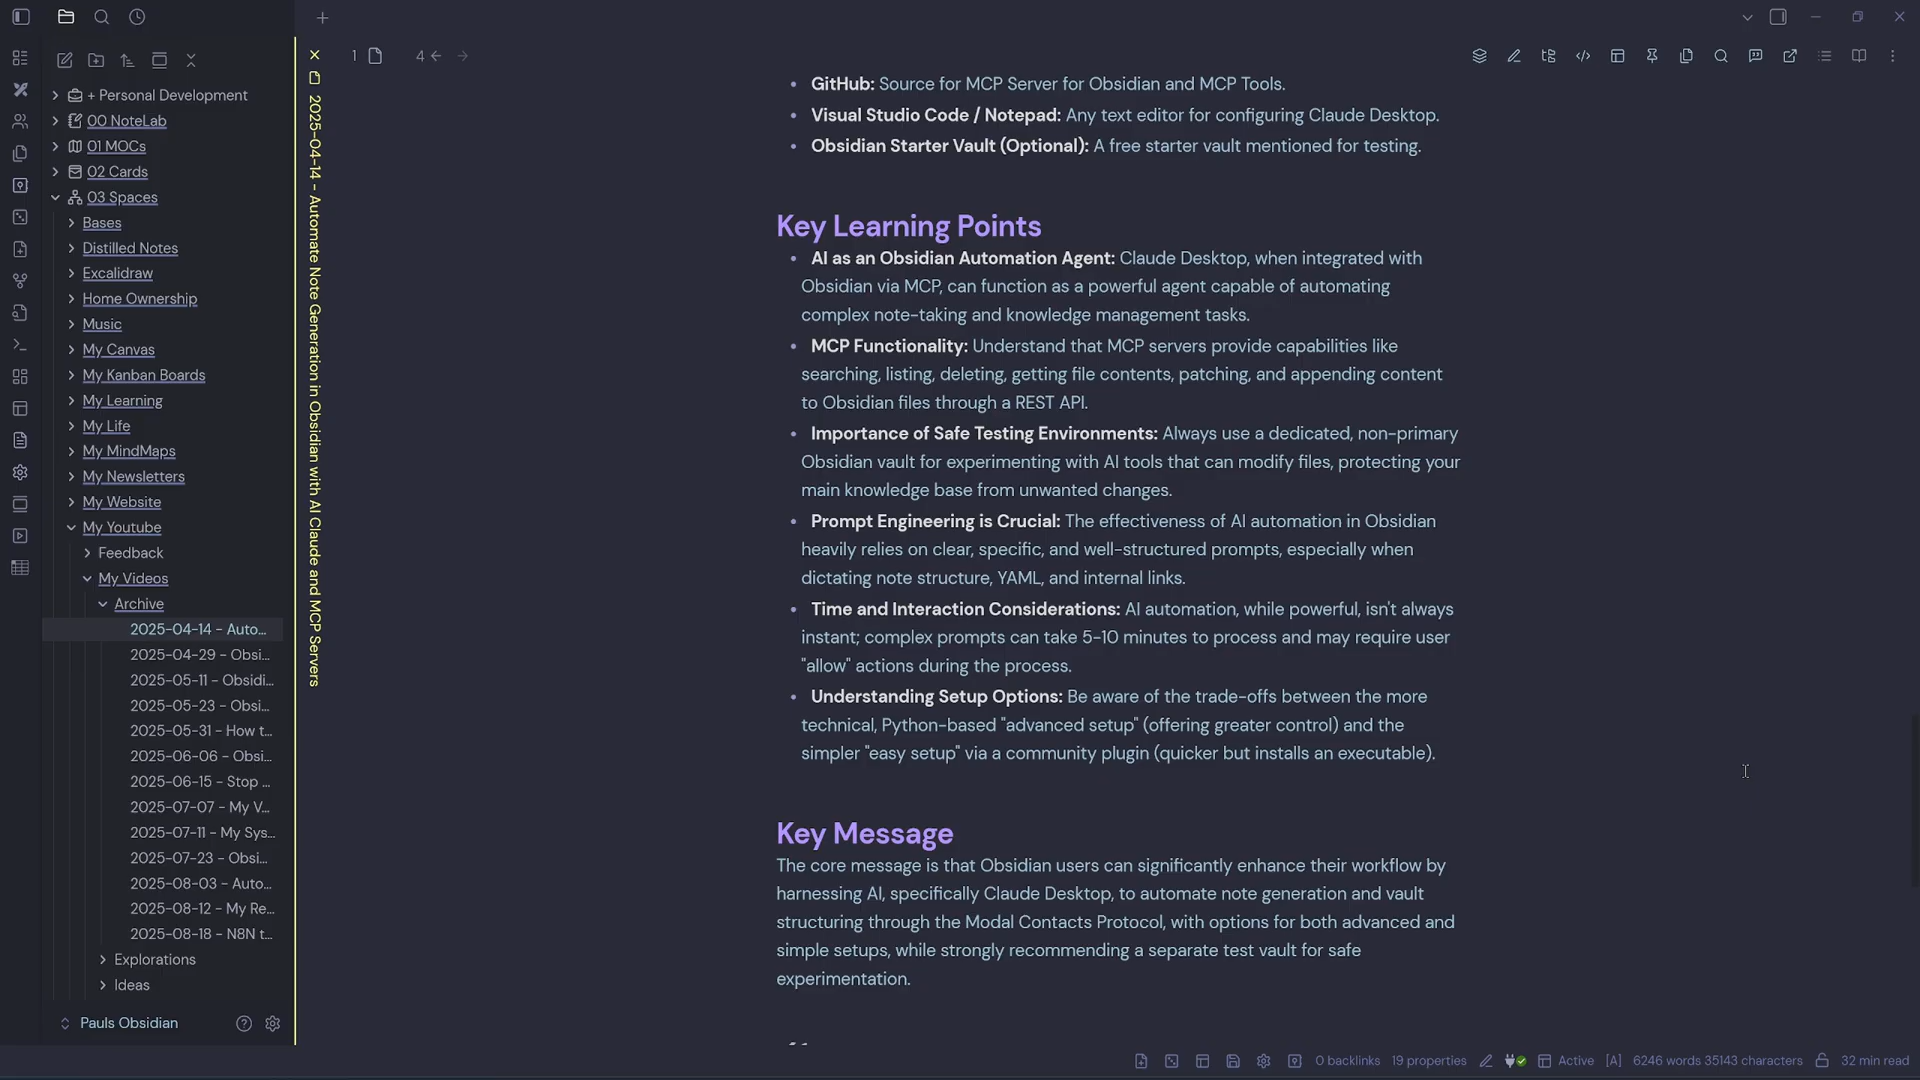 1
4
+ Personal Development
00 NoteLab
01 MOCs
02 Cards
03 Spaces
Bases
Distilled Notes
Excalidraw
Home Ownership
Music
My Canvas
My Kanban Boards
My Learning
My Life
My MindMaps
My Newsletters
My Website
My Youtube
Feedback
My Videos
Archive
2025-04-14 - Auto...
2025-04-29 - Obsi...
2025-05-11 - Obsidi...
2025-05-23 - Obsi...
2025-05-31 - How t...
2025-06-06 - Obsi...
2025-06-15 - Stop ...
2025-07-07 - My V...
2025-07-11 - My Sys...
2025-07-23 - Obsi...
2025-08-03 - Auto...
2025-08-12 - My Re...
2025-08-18 - N8N t...
Explorations
Ideas
Pauls Obsidian
2025-04-14 - Automate Note Generation in Obsidian with AI Claude and MCP Servers
GitHub: Source for MCP Server for Obsidian and MCP Tools.
Visual Studio Code / Notepad: Any text editor for configuring Claude Desktop.
Obsidian Starter Vault (Optional): A free starter vault mentioned for testing.
Key Learning Points
AI as an Obsidian Automation Agent: Claude Desktop, when integrated with
Obsidian via MCP, can function as a powerful agent capable of automating
complex note-taking and knowledge management tasks.
MCP Functionality: Understand that MCP servers provide capabilities like
searching, listing, deleting, getting file contents, patching, and appending content
to Obsidian files through a REST API.
Importance of Safe Testing Environments: Always use a dedicated, non-primary
Obsidian vault for experimenting with AI tools that can modify files, protecting your
main knowledge base from unwanted changes.
Prompt Engineering is Crucial: The effectiveness of AI automation in Obsidian
heavily relies on clear, specific, and well-structured prompts, especially when
dictating note structure, YAML, and internal links.
Time and Interaction Considerations: AI automation, while powerful, isn't always
instant; complex prompts can take 5-10 minutes to process and may require user
"allow" actions during the process.
Understanding Setup Options: Be aware of the trade-offs between the more
technical, Python-based "advanced setup" (offering greater control) and the
simpler "easy setup" via a community plugin (quicker but installs an executable).
Key Message
The core message is that Obsidian users can significantly enhance their workflow by
harnessing AI, specifically Claude Desktop, to automate note generation and vault
structuring through the Modal Contacts Protocol, with options for both advanced and
simple setups, while strongly recommending a separate test vault for safe
experimentation.
0 backlinks 19 properties Active [A] 6246 words 35143 characters 32 min read